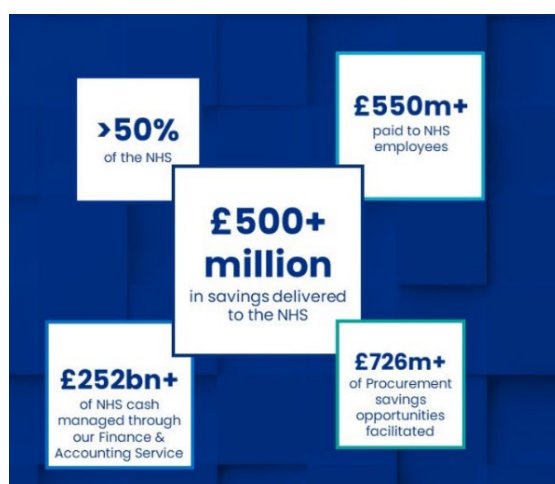 >50%
of the NHS
£550m+
paid to NHS
employees
£500+
million
in savings delivered
to the NHS
£252bn+
of NHS cash
managed through
our Finance &
Accounting Service
£726m+
of Procurement
savings
opportunities
facilitated